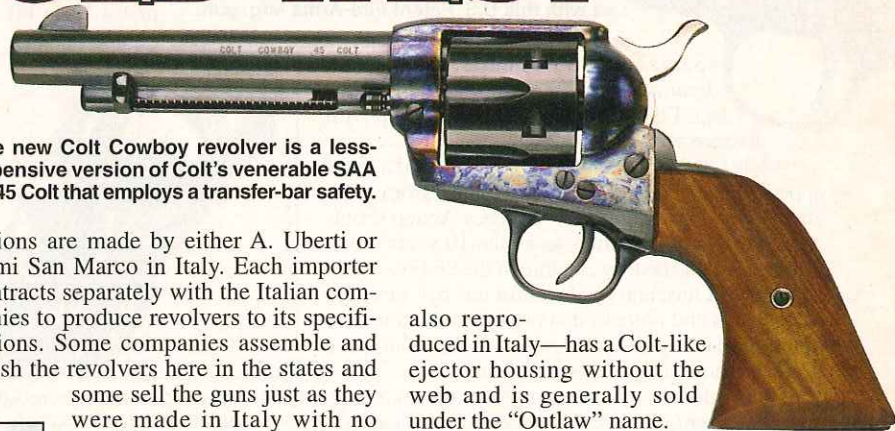 COLT COWBOY .45 COLT
e new Colt Cowboy revolver is a less-
pensive version of Colt's venerable SAA
45 Colt that employs a transfer-bar safety.
ions are made by either A. Uberti or
mi San Marco in Italy. Each importer
ntracts separately with the Italian com-
nies to produce revolvers to its specifi-
ions. Some companies assemble and
sh the revolvers here in the states and
some sell the guns just as they
were made in Italy with no
also repro-
duced in Italy—has a Colt-like
ejector housing without the
web and is generally sold
under the “Outlaw” name.